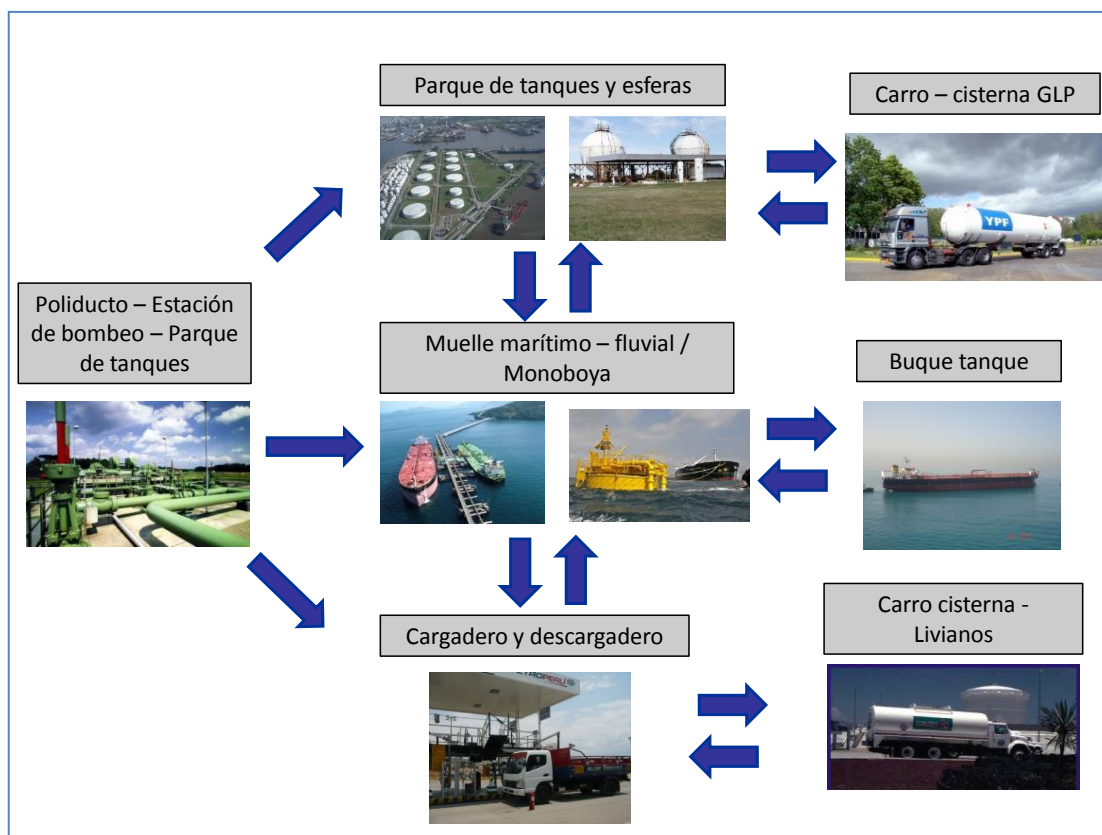 Parque de tanques y esferas
Carro – cisterna GLP
YPF
Poliducto – Estación
de bombeo – Parque
de tanques
Muelle marítimo – fluvial /
Monoboya
Buque tanque
Cargadero y descargadero
Carro cisterna -
Livianos
TROPERÚ